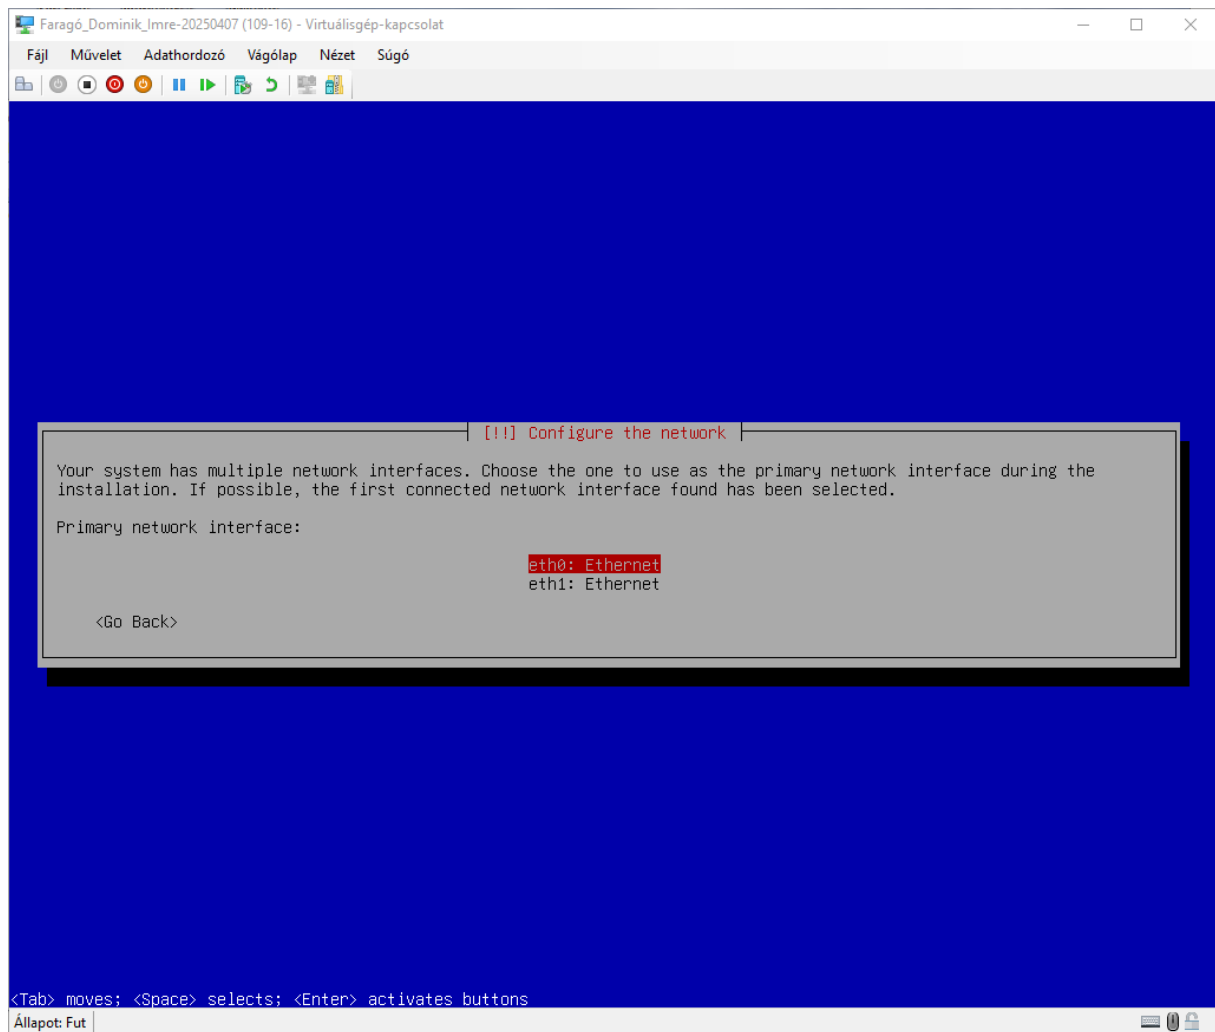 Faragó_Dominik_Imre-20250407 (109-16) - Virtuálisgép-kapcsolat
Fájl Művelet Adathordozó Vágólap Nézet Súgó
[!!] Configure the network
Your system has multiple network interfaces. Choose the one to use as the primary network interface during the
installation. If possible, the first connected network interface found has been selected.
Primary network interface:
eth0: Ethernet
eth1: Ethernet
<Go Back>
<Tab> moves; <Space> selects; <Enter> activates buttons
Állapot: Fut